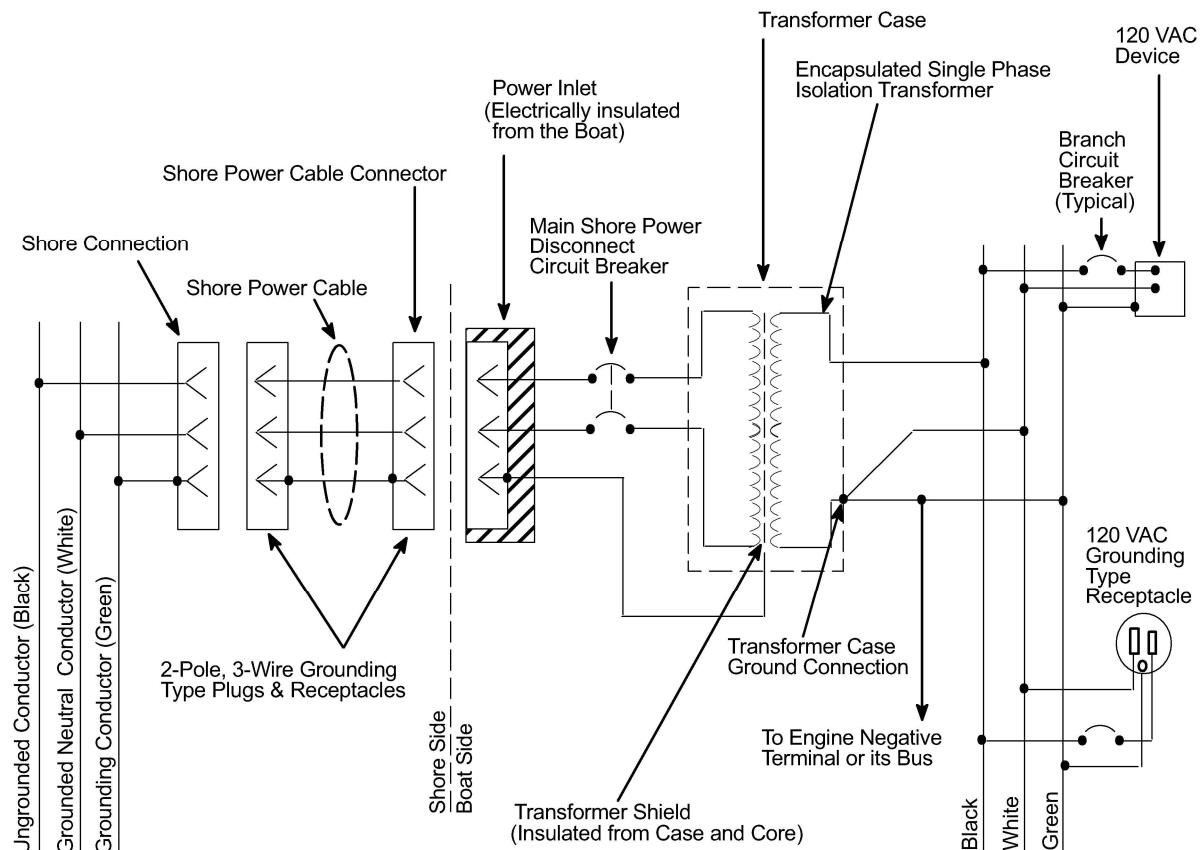 Transformer Case
120 VAC
Device
Encapsulated Single Phase
Isolation Transformer
Power Inlet
(Electrically insulated
from the Boat)
Branch
Circuit
Breaker
(Typical)
Shore Power Cable Connector
Main Shore Power
Disconnect
Circuit Breaker
Shore Connection
Shore Power Cable
Ungrounded Conductor (Black)
Grounded Neutral Conductor (White)
Grounding Conductor (Green)
2-Pole, 3-Wire Grounding
Type Plugs & Receptacles
Shore Side
Boat Side
Transformer Case
Ground Connection
To Engine Negative
Terminal or its Bus
Transformer Shield
(Insulated from Case and Core)
120 VAC
Grounding
Type
Receptacle
Black
White
Green